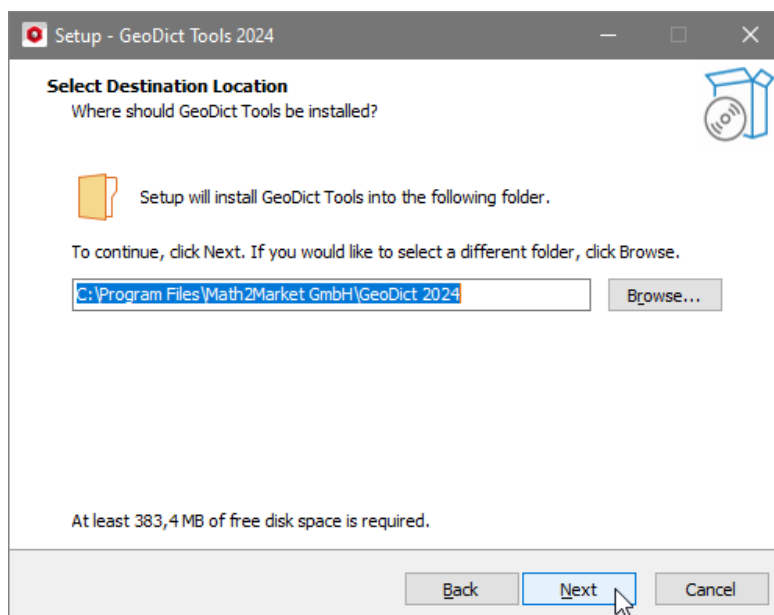 Setup - GeoDict Tools 2024
Select Destination Location
Where should GeoDict Tools be installed?
Setup will install GeoDict Tools into the following folder.
To continue, click Next. If you would like to select a different folder, click Browse.
C:\Program Files\Math2Market GmbH\GeoDict 2024
Browse...
At least 383,4 MB of free disk space is required.
Back
Next
Cancel